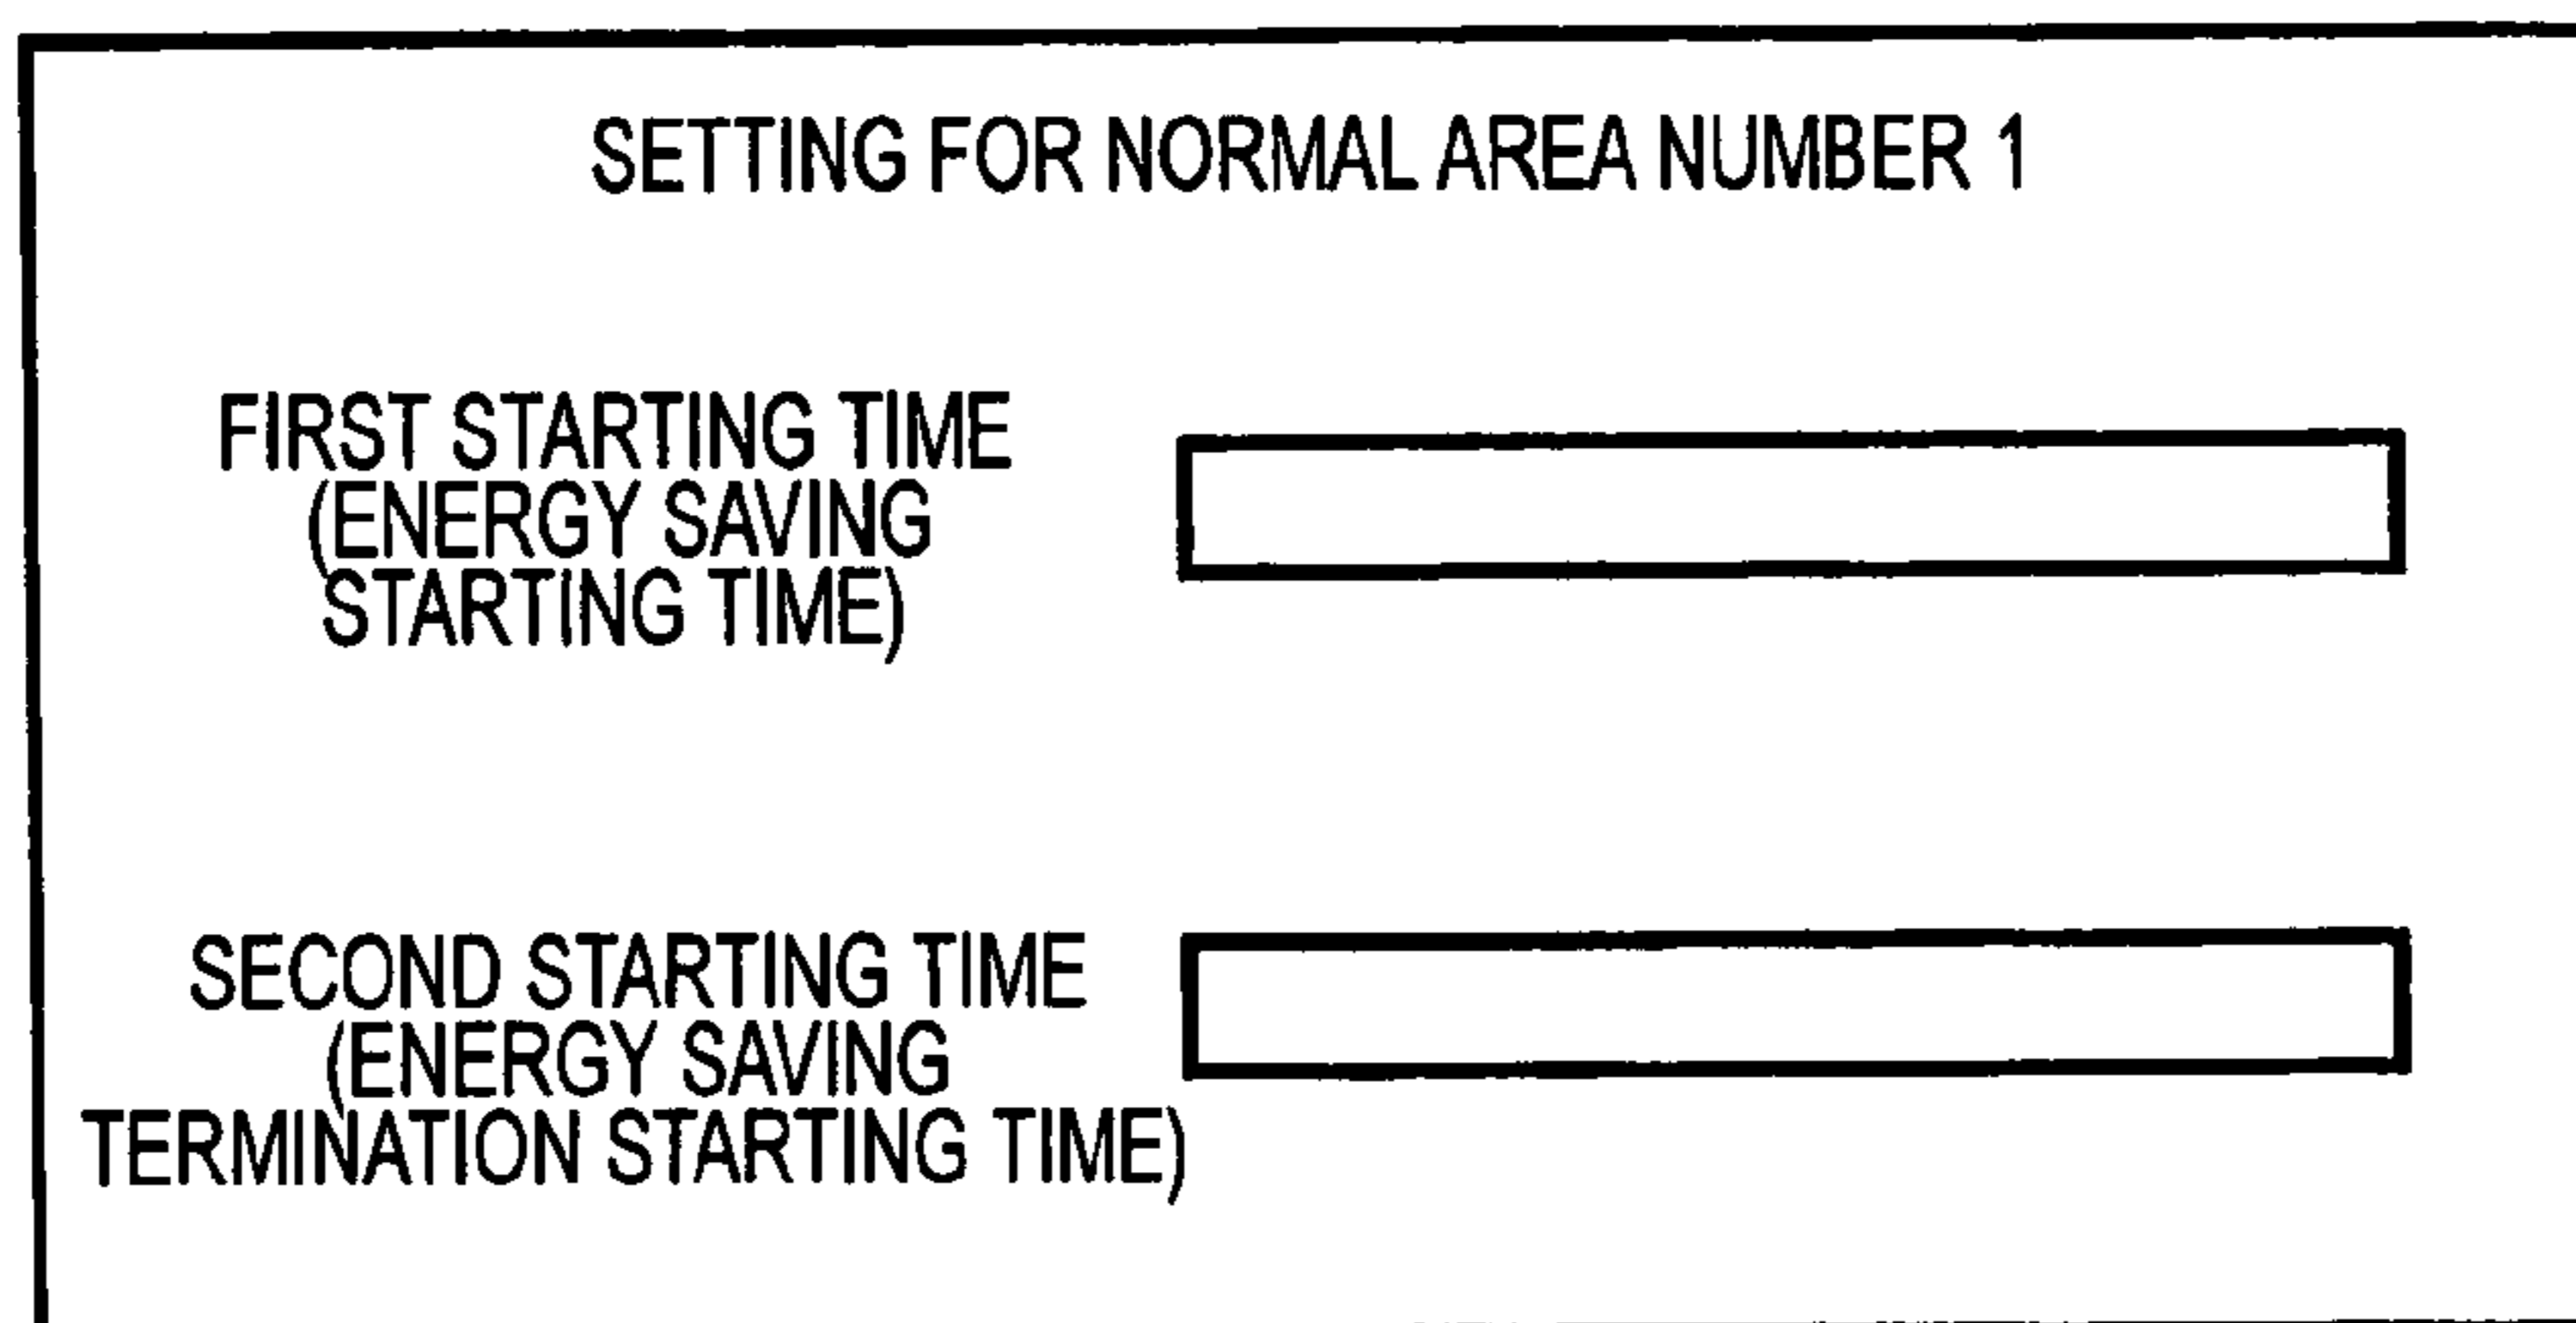 SETTING FOR NORMAL AREA NUMBER 1
FIRST STARTING TIME
(ENERGY SAVING
STARTING TIME)
SECOND STARTING TIME
(ENERGY SAVING
TERMINATION STARTING TIME)